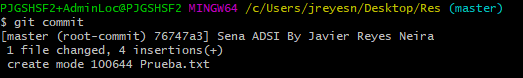 PJGSHSF2+AdminLoc@PJGSHSF2 MINGW64 /c/Users/jreyesn/Desktop/Res (master)
$ git commit
[master (root-commit) 76747a3] Sena ADSI By Javier Reyes Neira
 1 file changed, 4 insertions(+)
 create mode 100644 Prueba.txt